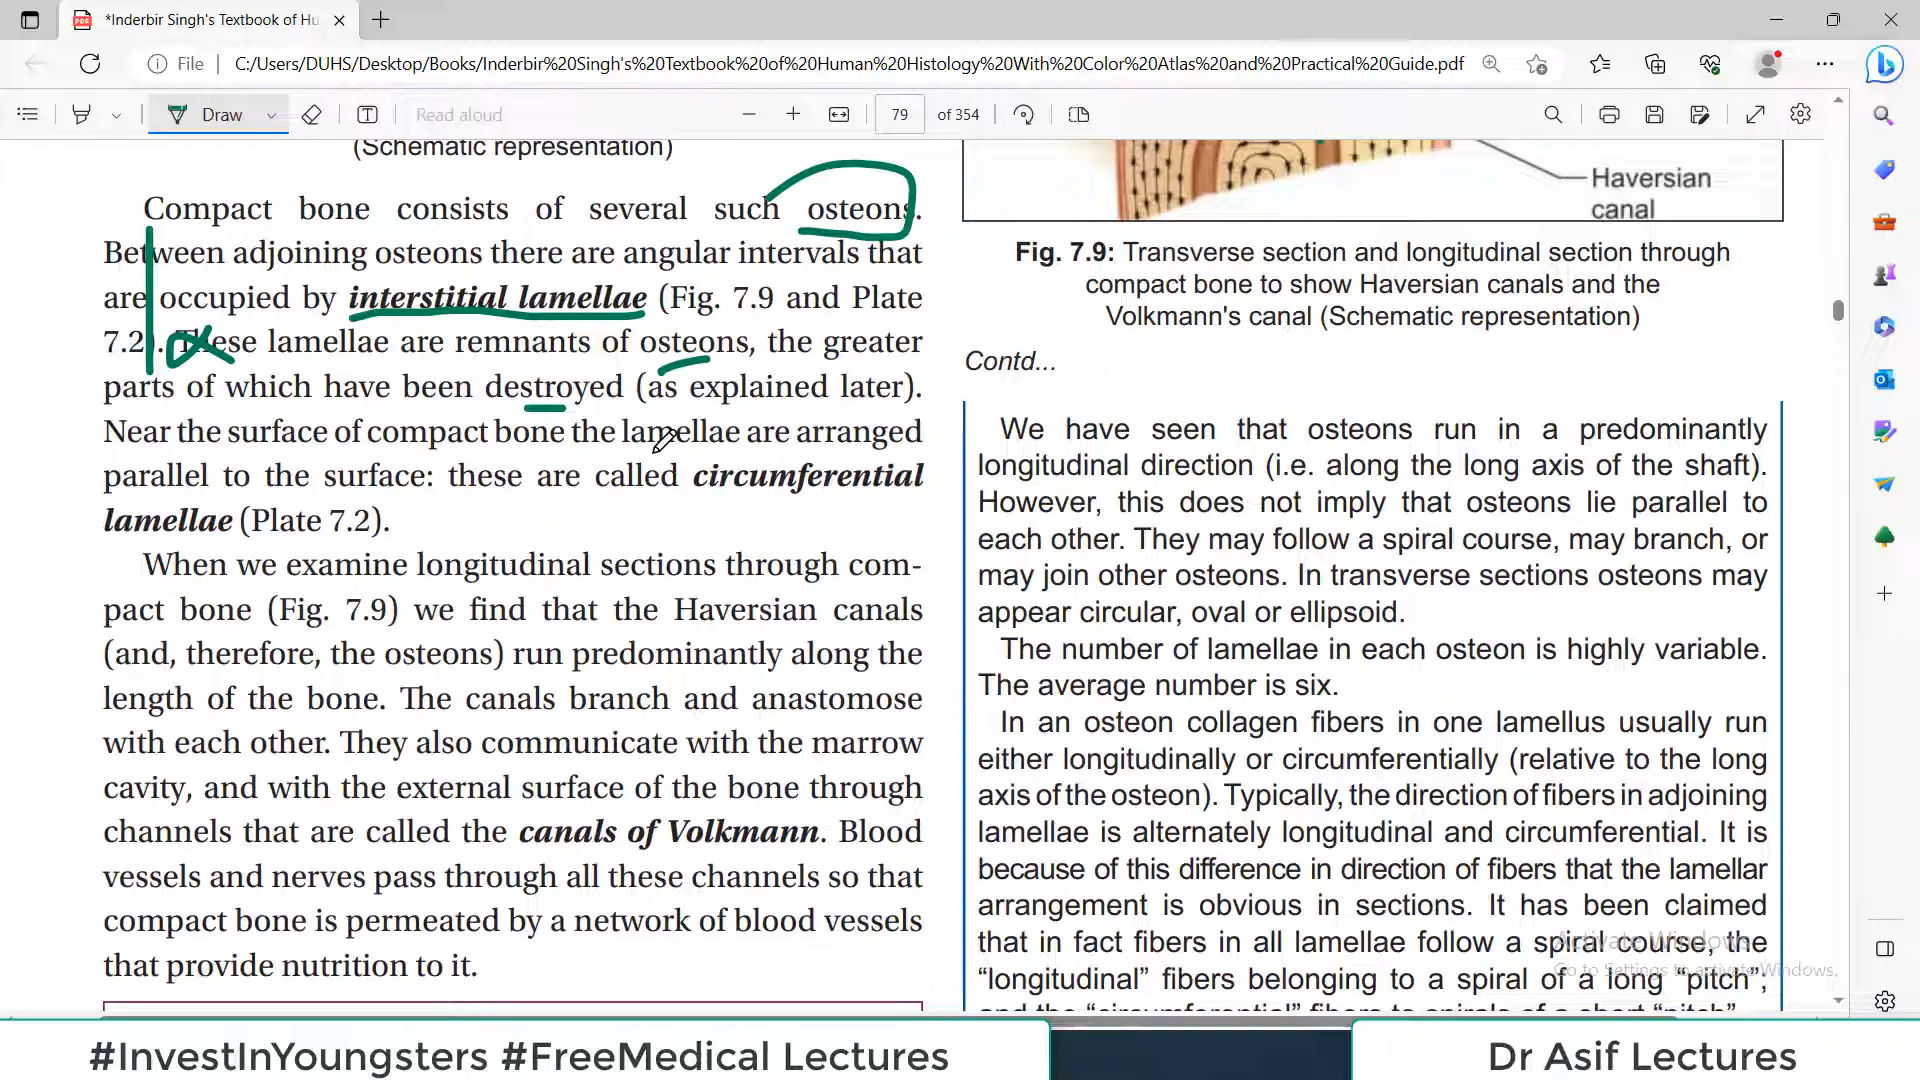 *Inderbir Singh's Textbook of Hu
File
C:/Users/DUHS/Desktop/Books/Inderbir%20Singh's%20Textbook%20of%20Human%20Histology%20With%20Color%20Atlas%20and%20Practical%20Guide.pdf
Draw
Read aloud
79 of 354
(Schematic representation)
Compact bone consists of several such osteons.
Between adjoining osteons there are angular intervals that
are occupied by interstitial lamellae (Fig. 7.9 and Plate
7.2). These lamellae are remnants of osteons, the greater
parts of which have been destroyed (as explained later).
Near the surface of compact bone the lamellae are arranged
parallel to the surface: these are called circumferential
lamellae (Plate 7.2).
When we examine longitudinal sections through com-
pact bone (Fig. 7.9) we find that the Haversian canals
(and, therefore, the osteons) run predominantly along the
length of the bone. The canals branch and anastomose
with each other. They also communicate with the marrow
cavity, and with the external surface of the bone through
channels that are called the canals of Volkmann. Blood
vessels and nerves pass through all these channels so that
compact bone is permeated by a network of blood vessels
that provide nutrition to it.
Haversian
canal
Fig. 7.9: Transverse section and longitudinal section through
compact bone to show Haversian canals and the
Volkmann's canal (Schematic representation)
Contd...
We have seen that osteons run in a predominantly
longitudinal direction (i.e. along the long axis of the shaft).
However, this does not imply that osteons lie parallel to
each other. They may follow a spiral course, may branch, or
may join other osteons. In transverse sections osteons may
appear circular, oval or ellipsoid.
The number of lamellae in each osteon is highly variable.
The average number is six.
In an osteon collagen fibers in one lamellus usually run
either longitudinally or circumferentially (relative to the long
axis of the osteon). Typically, the direction of fibers in adjoining
lamellae is alternately longitudinal and circumferential. It is
because of this difference in direction of fibers that the lamellar
arrangement is obvious in sections. It has been claimed
that in fact fibers in all lamellae follow a spiral course, the
“longitudinal” fibers belonging to a spiral of a long “pitch”;
and the “circumferential” fibers to spirals of a short “pitch”.
Activate Windows
Go to Settings to activate Windows.
#InvestInYoungsters #FreeMedical Lectures
Dr Asif Lectures